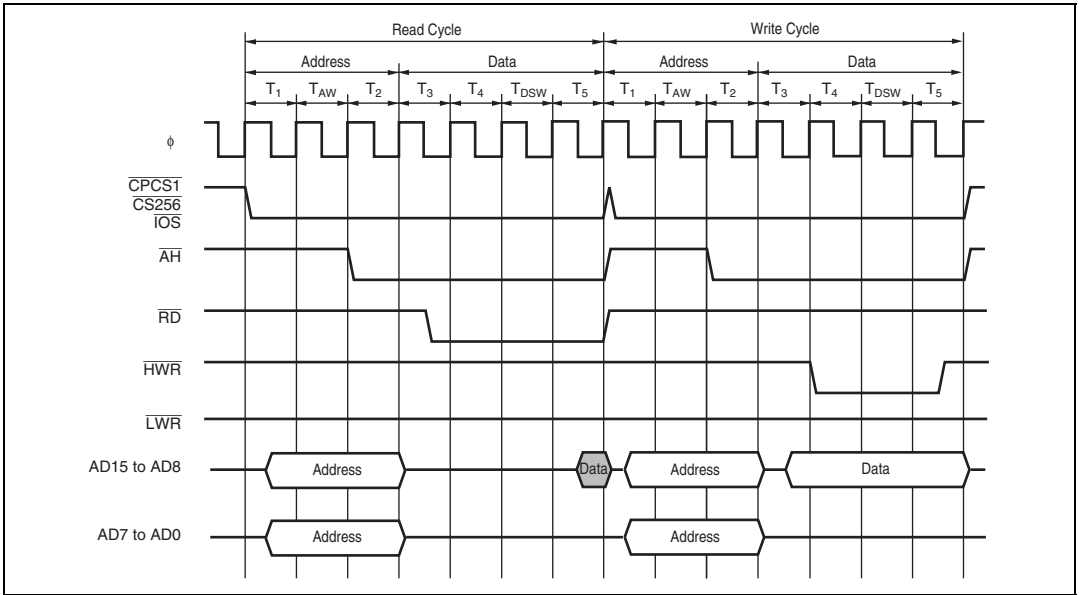 Read Cycle Write Cycle
Address Data Address Data
T1 TAW T2 T3 T4 TDSW T5 T1 TAW T2 T3 T4 TDSW T5
ϕ
CPCS1
CS256
IOS
AH
RD
HWR
LWR
AD15 to AD8 Address Data Address Data
AD7 to AD0 Address Address